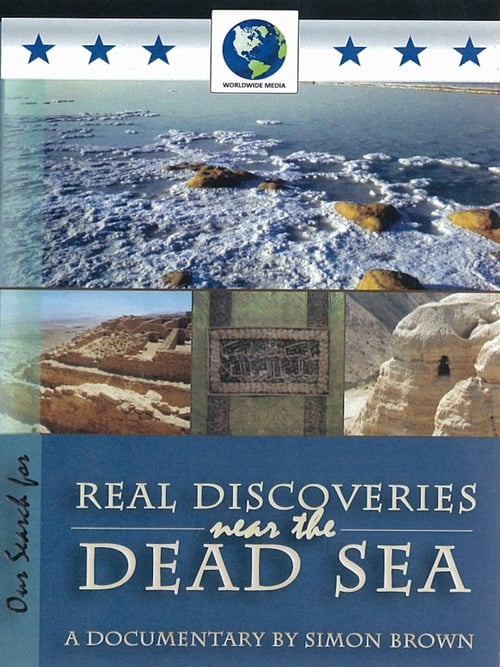 WORLDWIDE MEDIA
Our Search for
REAL DISCOVERIES
near the
DEAD SEA
A DOCUMENTARY BY SIMON BROWN